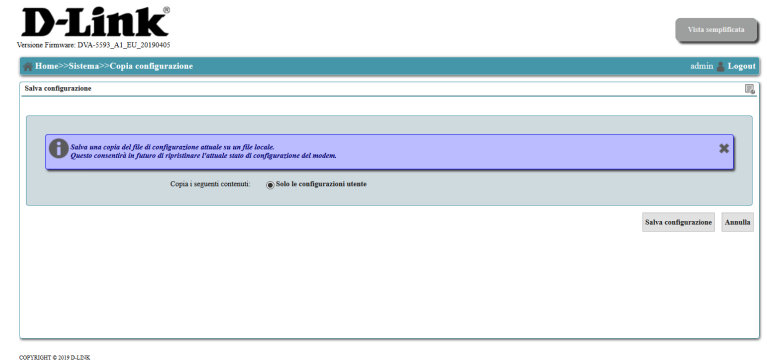 D-Link®
Versione Firmware: DVA-5593_A1_EU_20190405
Vista semplificata
Home>>Sistema>>Copia configurazione
admin Logout
Salva configurazione
Salva una copia del file di configurazione attuale su un file locale.
Questo consentirà in futuro di ripristinare l'attuale stato di configurazione del modem.
Copia i seguenti contenuti: Solo le configurazioni utente
Salva configurazione Annulla
COPYRIGHT © 2019 D-LINK